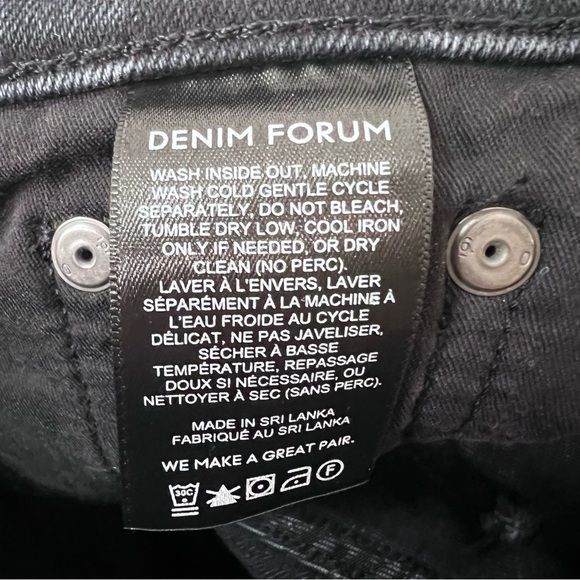 DENIM FORUM
WASH INSIDE OUT, MACHINE
WASH COLD GENTLE CYCLE
SEPARATELY, DO NOT BLEACH,
TUMBLE DRY LOW, COOL IRON
ONLY IF NEEDED, OR DRY
CLEAN (NO PERC).
LAVER À L'ENVERS, LAVER
SÉPARÉMENT À LA MACHINE À
L'EAU FROIDE AU CYCLE
DÉLICAT, NE PAS JAVELISER,
SÉCHER À BASSE
TEMPÉRATURE, REPASSAGE
DOUX SI NÉCESSAIRE, OU
NETTOYER À SEC (SANS PERC).
MADE IN SRI LANKA
FABRIQUÉ AU SRI LANKA
WE MAKE A GREAT PAIR.
30C F